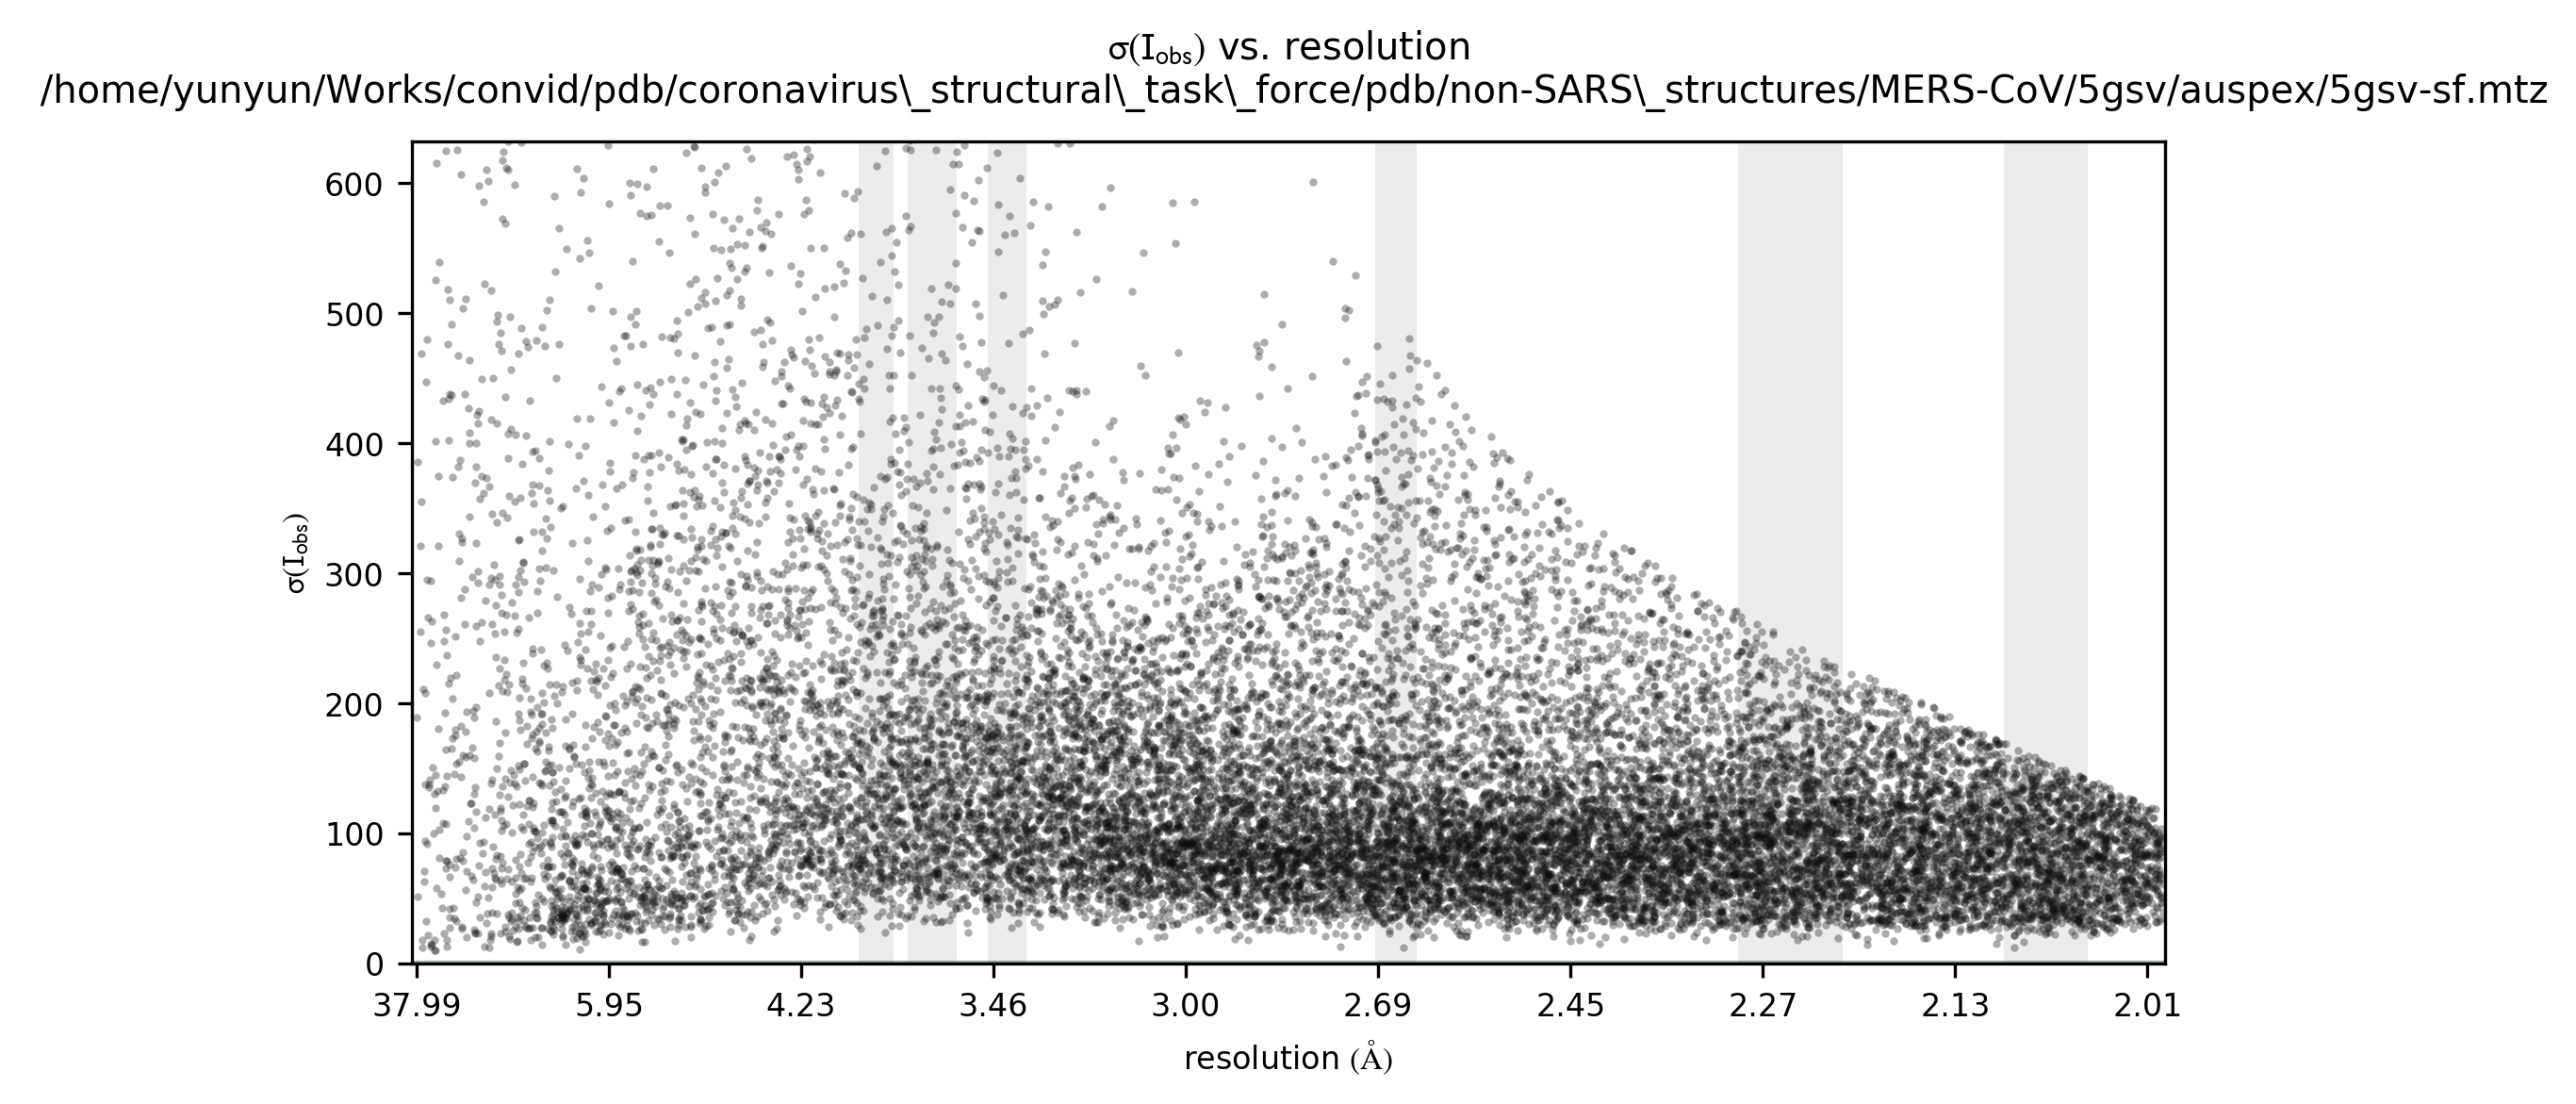 σ(I_obs) vs. resolution
/home/yunyun/Works/convid/pdb/coronavirus\_structural\_task\_force/pdb/non-SARS\_structures/MERS-CoV/5gsv/auspex/5gsv-sf.mtz
σ(I_obs)
600
500
400
300
200
100
0
37.99 5.95 4.23 3.46 3.00 2.69 2.45 2.27 2.13 2.01
resolution (Å)